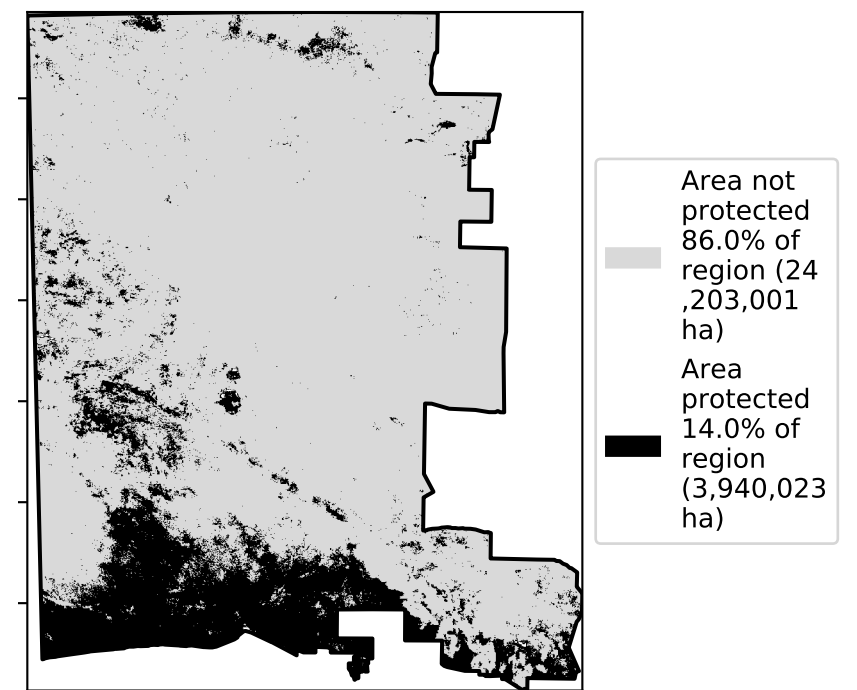 Area not
protected
86.0% of
region (24
,203,001
ha)
Area
protected
14.0% of
region
(3,940,023
ha)